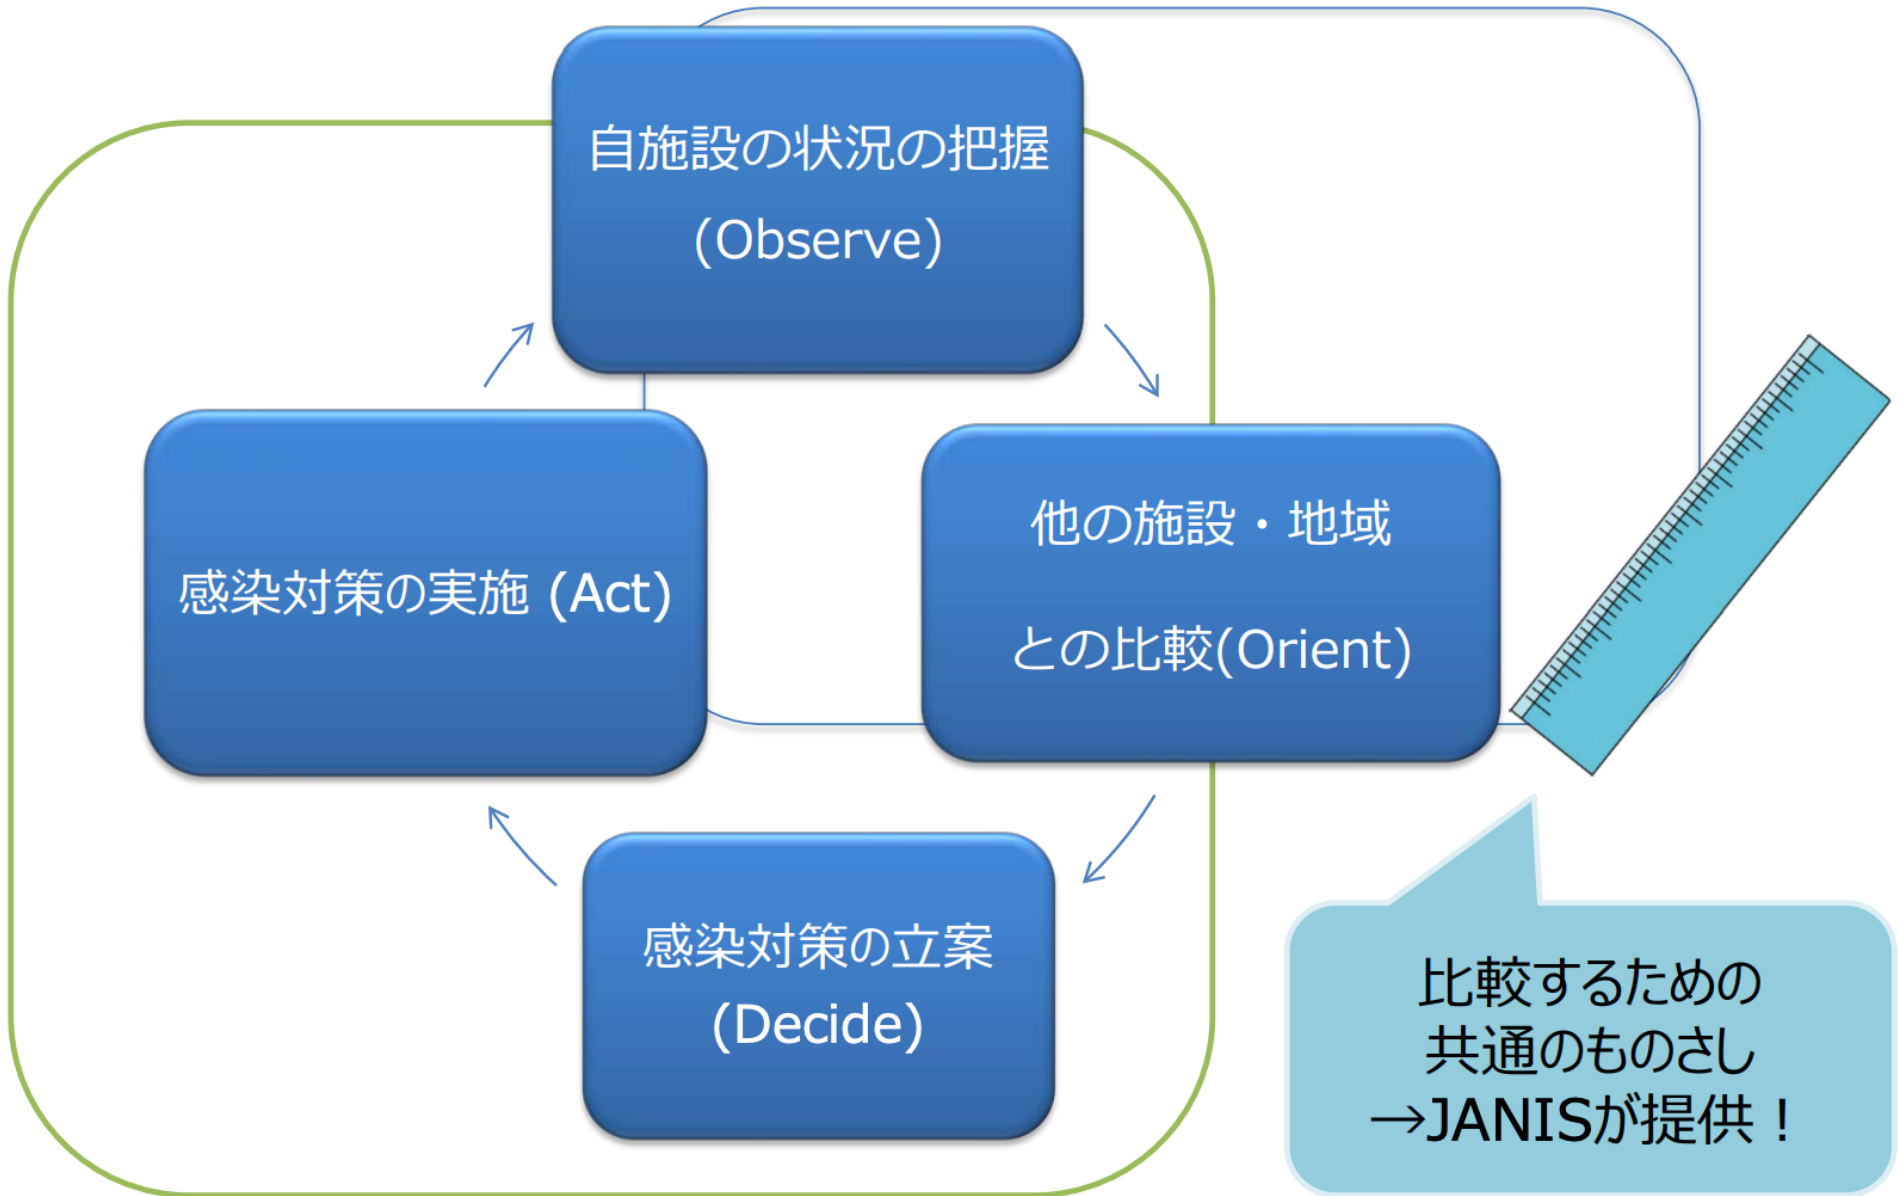 自施設の状況の把握
(Observe)
他の施設・地域
との比較(Orient)
感染対策の実施 (Act)
感染対策の立案
(Decide)
比較するための
共通のものさし
→JANISが提供！